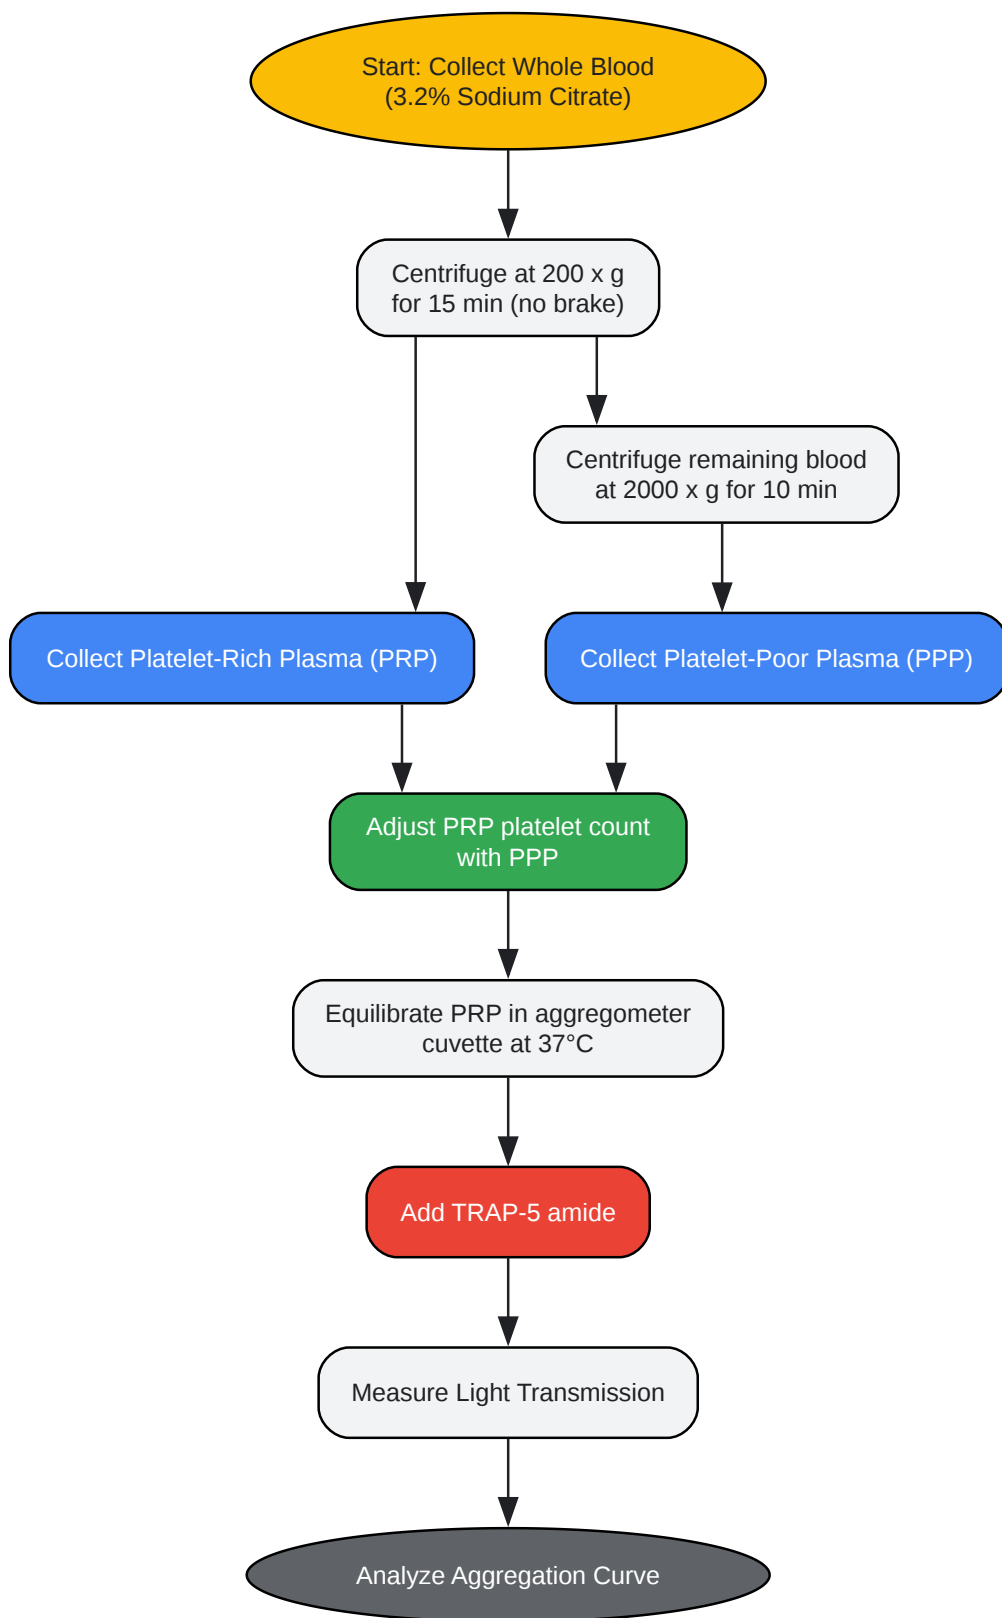 Start: Collect Whole Blood
(3.2% Sodium Citrate)
Centrifuge at 200 x g
for 15 min (no brake)
Centrifuge remaining blood
at 2000 x g for 10 min
Collect Platelet-Rich Plasma (PRP)
Collect Platelet-Poor Plasma (PPP)
Adjust PRP platelet count
with PPP
Equilibrate PRP in aggregometer
cuvette at 37°C
Add TRAP-5 amide
Measure Light Transmission
Analyze Aggregation Curve